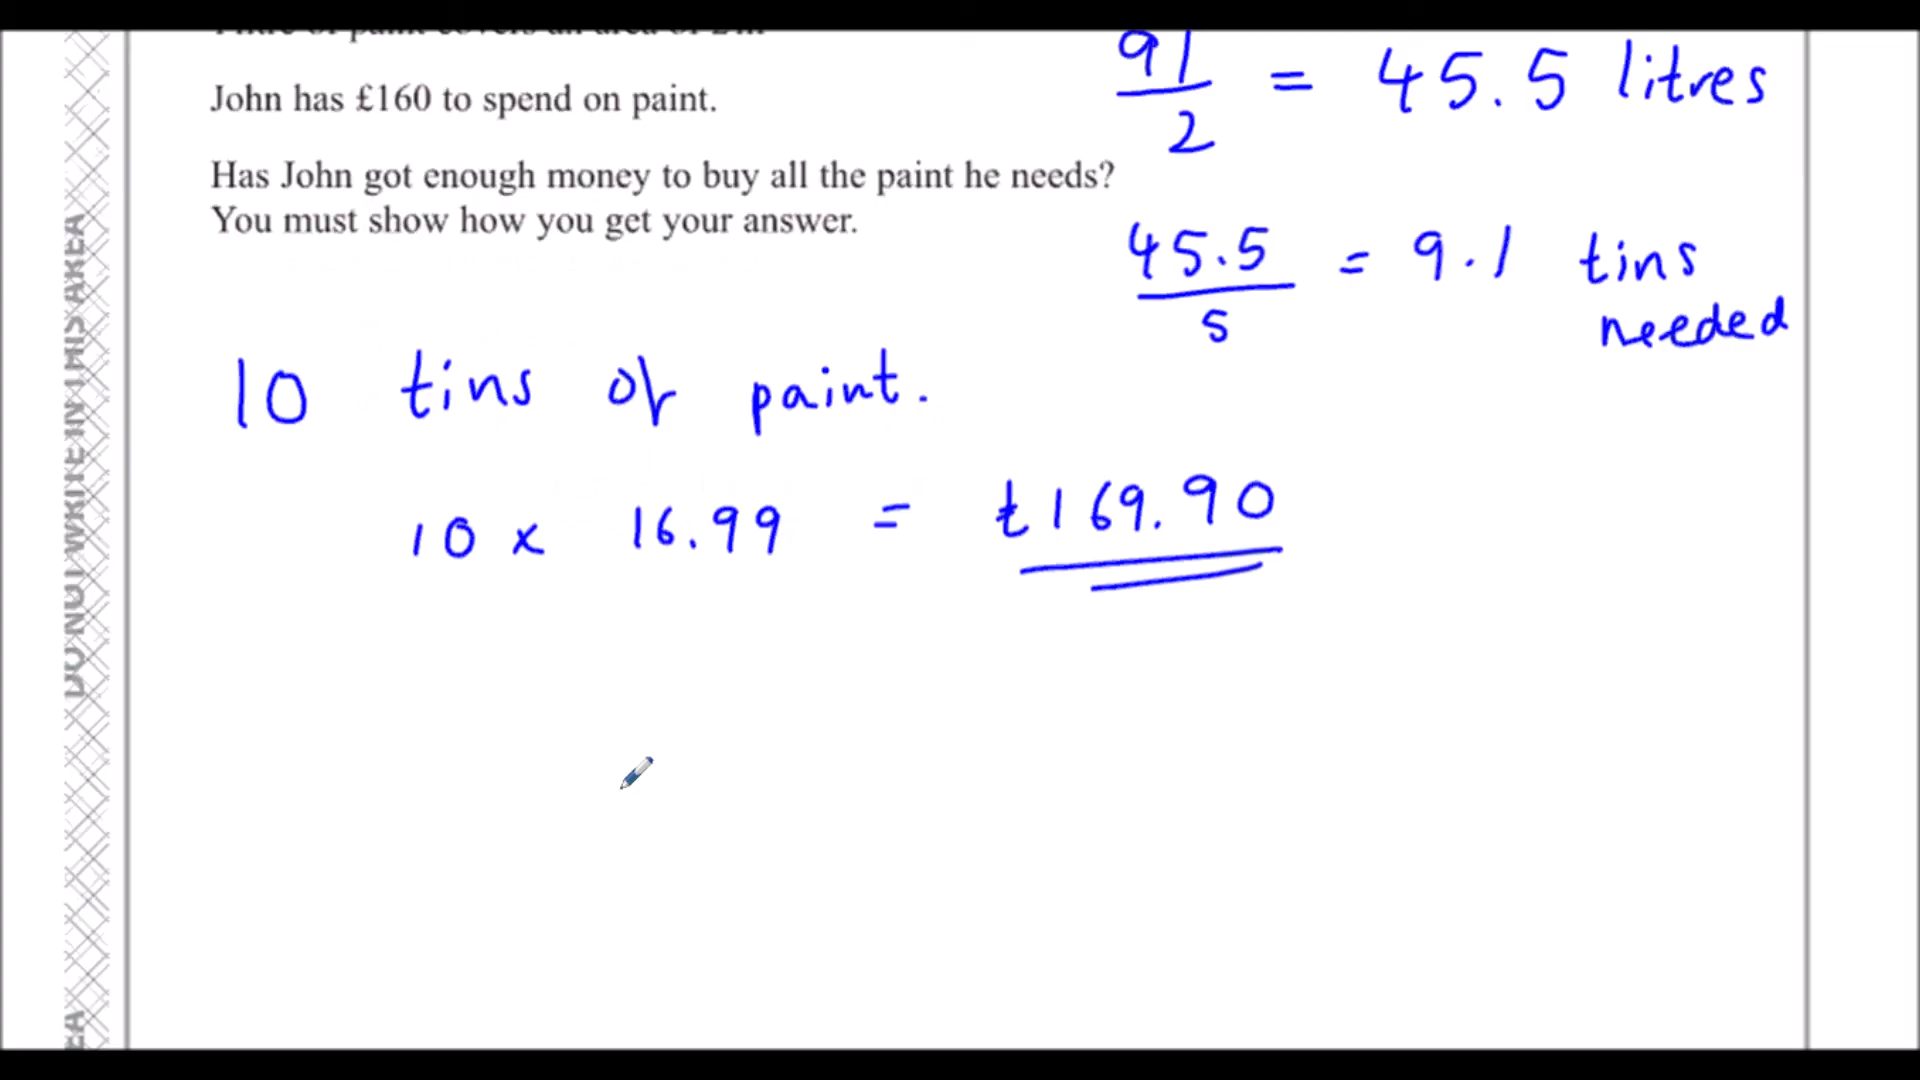 John has £160 to spend on paint.
Has John got enough money to buy all the paint he needs?
You must show how you get your answer.
91/2 = 45.5 litres
45.5/5 = 9.1 tins
needed
10 tins of paint.
10 x 16.99 = £169.90
DO NOT WRITE IN THIS AREA
EA